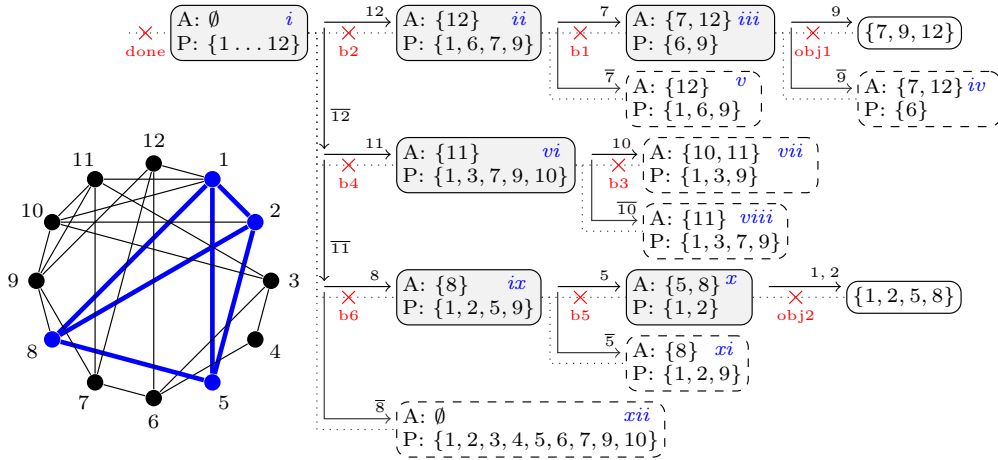 12
7
9
A: ∅ i
P: {1 . . . 12}
A: {12} ii
P: {1, 6, 7, 9}
A: {7, 12} iii
P: {6, 9}
{7, 9, 12}
done
b2
b1
obj1
7̅
9̅
A: {12} v
P: {1, 6, 9}
A: {7, 12} iv
P: {6}
1̅2̅
11
10
A: {11} vi
P: {1, 3, 7, 9, 10}
A: {10, 11} vii
P: {1, 3, 9}
b4
b3
1̅0̅
A: {11} viii
P: {1, 3, 7, 9}
1̅1̅
8
5
1, 2
A: {8} ix
P: {1, 2, 5, 9}
A: {5, 8} x
P: {1, 2}
{1, 2, 5, 8}
b6
b5
obj2
5̅
A: {8} xi
P: {1, 2, 9}
8̅
A: ∅ xii
P: {1, 2, 3, 4, 5, 6, 7, 9, 10}
12
11
1
10
2
9
3
8
4
7
5
6